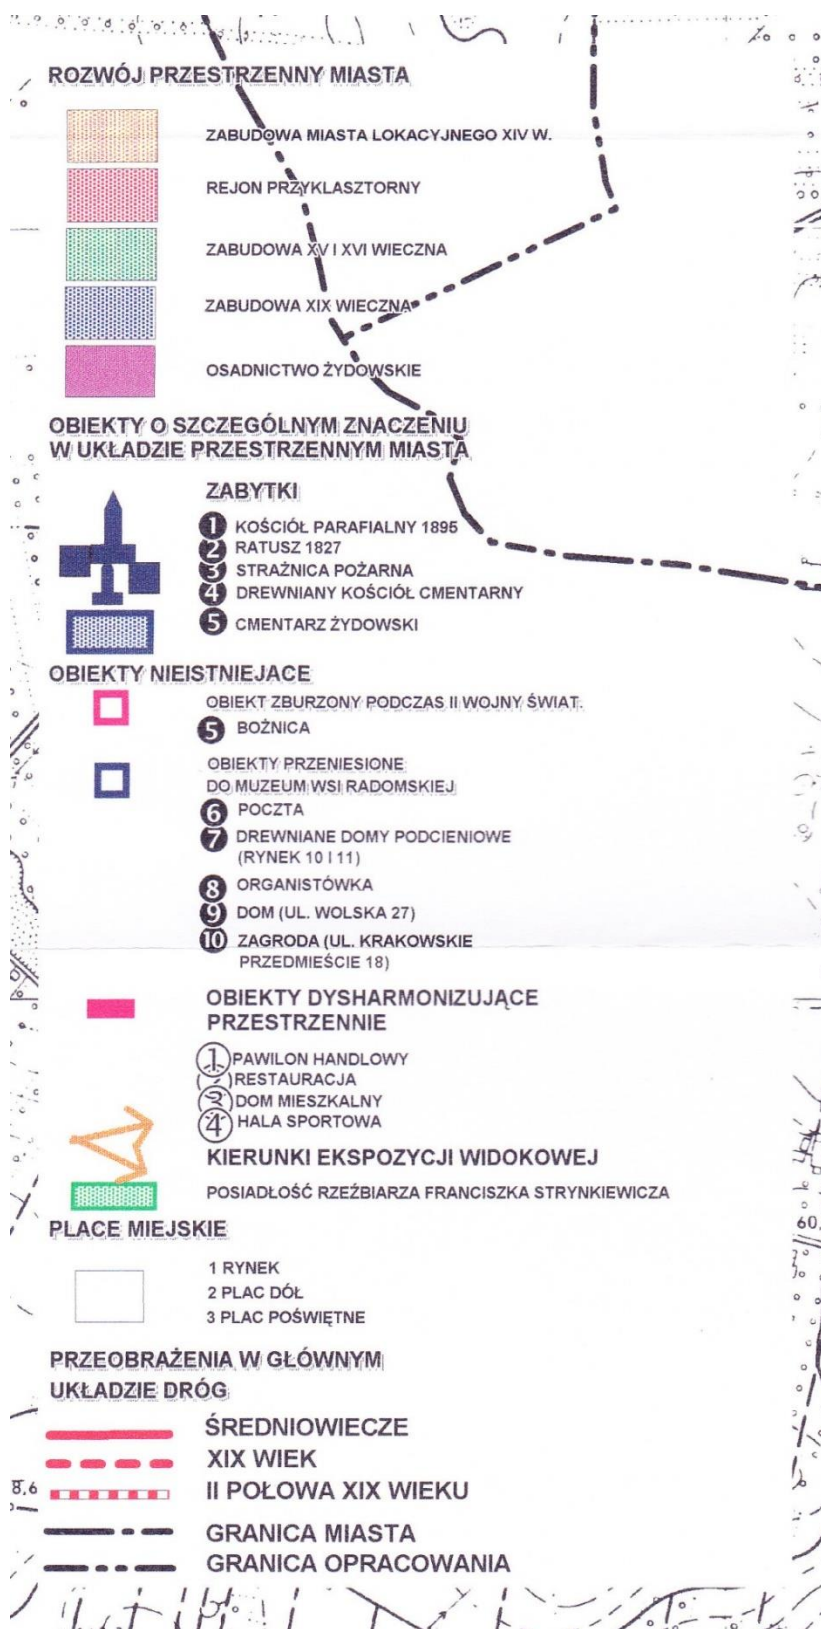 ROZWÓJ PRZESTRZENNY MIASTA
ZABUDOWA MIASTA LOKACYJNEGO XIV W.
REJON PRZYKLASZTORNY
ZABUDOWA XV I XVI WIECZNA
ZABUDOWA XIX WIECZNA
OSADNICTWO ŻYDOWSKIE
OBIEKTY O SZCZEGÓLNYM ZNACZENIU
W UKŁADZIE PRZESTRZENNYM MIASTA
ZABYTKI
1 KOŚCIÓŁ PARAFIALNY 1895
2 RATUSZ 1827
3 STRAŹNICA POŻARNA
4 DREWNIANY KOŚCIÓŁ CMENTARNY
5 CMENTARZ ŻYDOWSKI
OBIEKTY NIEISTNIEJACE
OBIEKT ZBURZONY PODCZAS II WOJNY ŚWIAT.
5 BOŻNICA
OBIEKTY PRZENIESIONE
DO MUZEUM WSI RADOMSKIEJ
6 POCZTA
7 DREWNIANE DOMY PODCIENIOWE
(RYNEK 10 I 11)
8 ORGANISTÓWKA
9 DOM (UL. WOLSKA 27)
10 ZAGRODA (UL. KRAKOWSKIE
PRZEDMIEŚCIE 18)
OBIEKTY DYSHARMONIZUJĄCE
PRZESTRZENNIE
1 PAWILON HANDLOWY
2 RESTAURACJA
3 DOM MIESZKALNY
4 HALA SPORTOWA
KIERUNKI EKSPOZYCJI WIDOKOWEJ
POSIADŁOŚĆ RZEŹBIARZA FRANCISZKA STRYNKIEWICZA
60,
PLACE MIEJSKIE
1 RYNEK
2 PLAC DÓŁ
3 PLAC POŚWIĘTNE
PRZEOBRAŻENIA W GŁÓWNYM
UKŁADZIE DRÓG
ŚREDNIOWIECZE
XIX WIEK
8,6
II POŁOWA XIX WIEKU
GRANICA MIASTA
GRANICA OPRACOWANIA